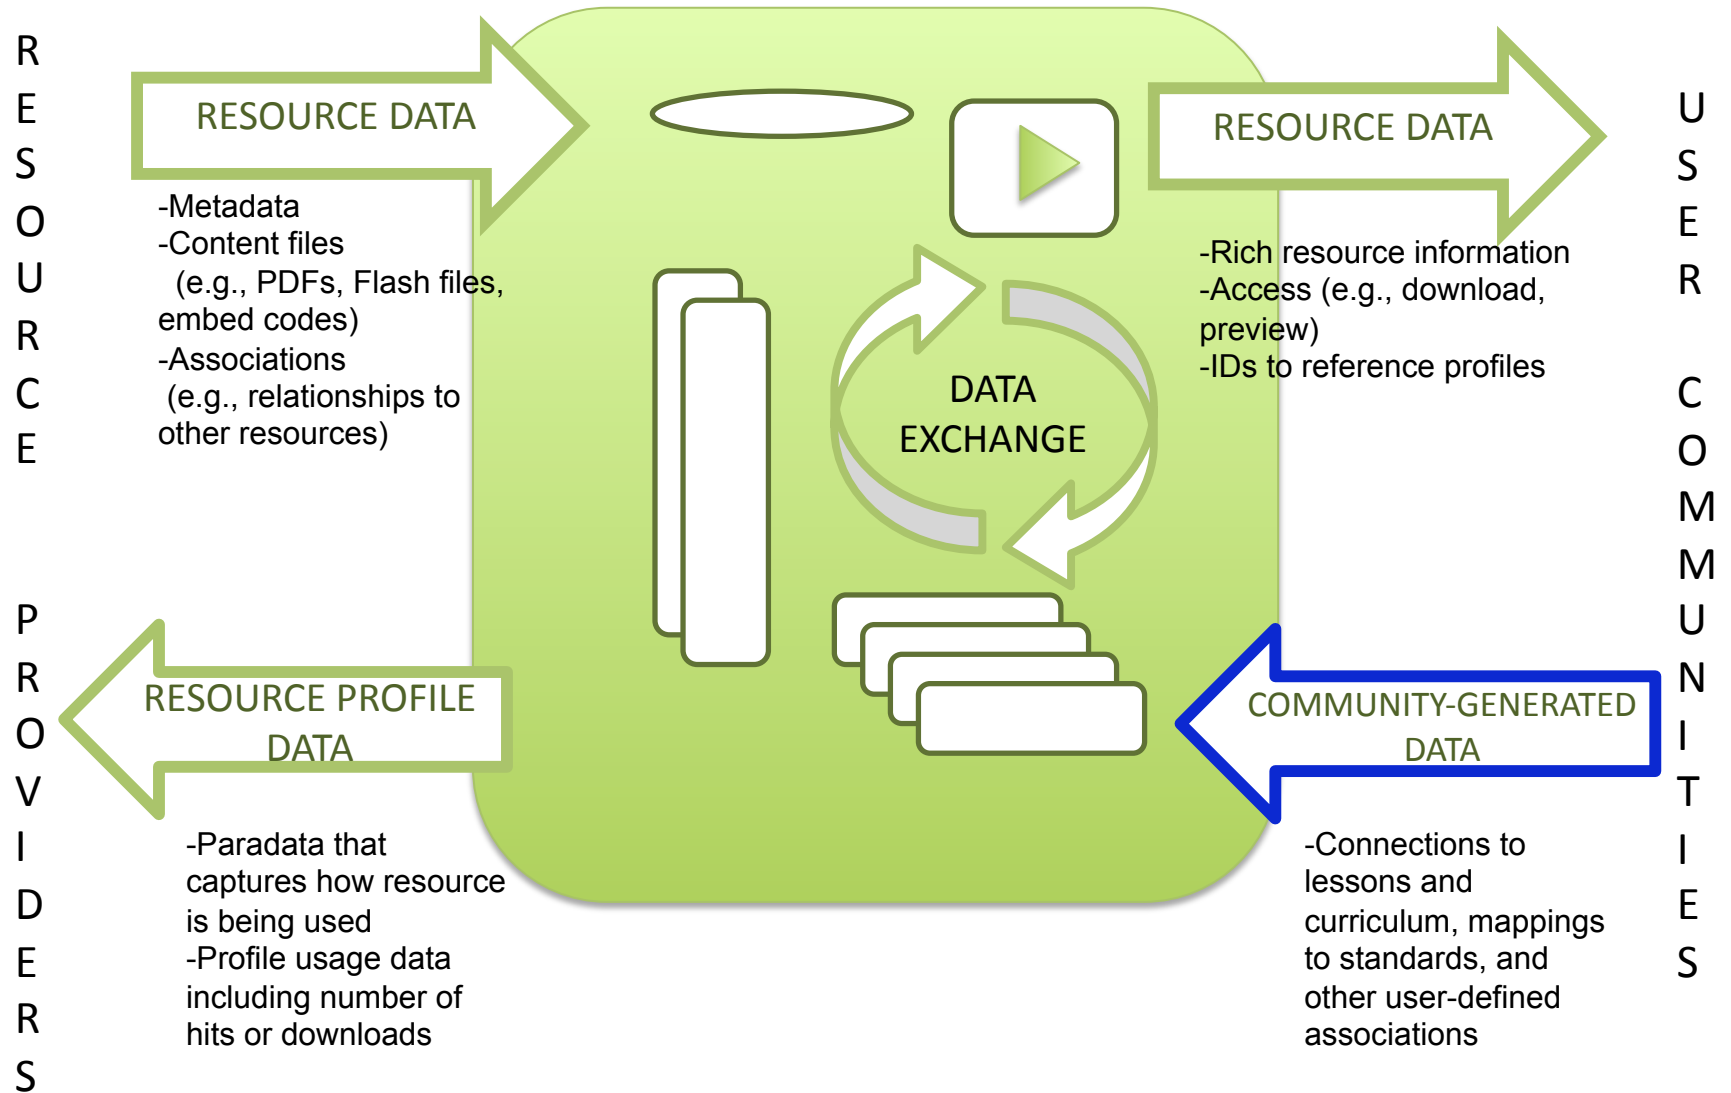 RESOURCE PROVIDERS
RESOURCE DATA
-Metadata
-Content files
(e.g., PDFs, Flash files,
embed codes)
-Associations
(e.g., relationships to
other resources)
DATA
EXCHANGE
RESOURCE DATA
-Rich resource information
-Access (e.g., download,
preview)
-IDs to reference profiles
USER COMMUNITIES
RESOURCE PROFILE
DATA
-Paradata that
captures how resource
is being used
-Profile usage data
including number of
hits or downloads
COMMUNITY-GENERATED
DATA
-Connections to
lessons and
curriculum, mappings
to standards, and
other user-defined
associations